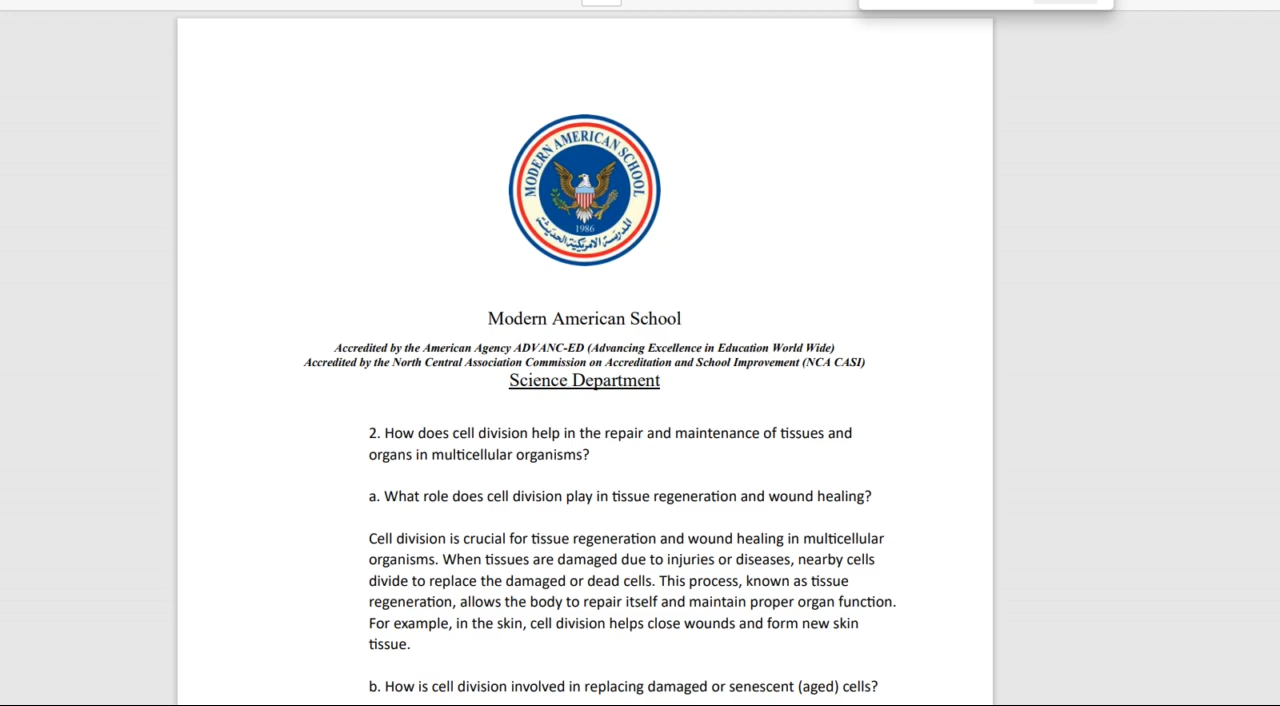 MODERN AMERICAN SCHOOL
1986
المدرسة الامريكية الحديثة
Modern American School
Accredited by the American Agency ADVANC-ED (Advancing Excellence in Education World Wide)
Accredited by the North Central Association Commission on Accreditation and School Improvement (NCA CASI)
Science Department
2. How does cell division help in the repair and maintenance of tissues and
organs in multicellular organisms?
a. What role does cell division play in tissue regeneration and wound healing?
Cell division is crucial for tissue regeneration and wound healing in multicellular
organisms. When tissues are damaged due to injuries or diseases, nearby cells
divide to replace the damaged or dead cells. This process, known as tissue
regeneration, allows the body to repair itself and maintain proper organ function.
For example, in the skin, cell division helps close wounds and form new skin
tissue.
b. How is cell division involved in replacing damaged or senescent (aged) cells?